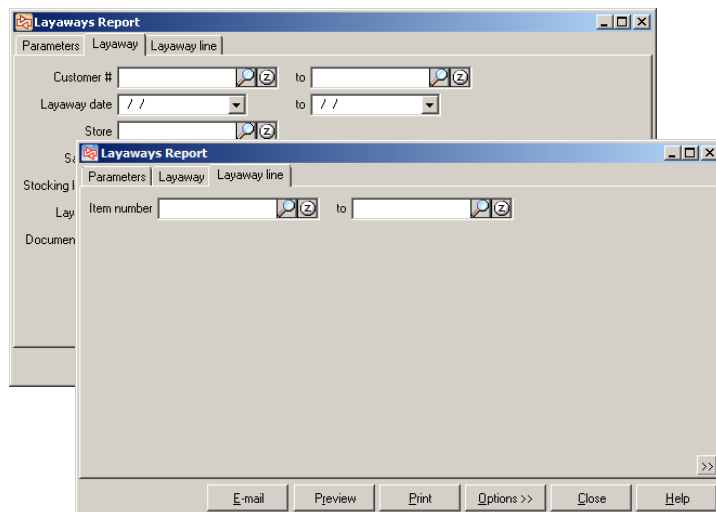 Layaways Report
Parameters Layaway Layaway line
Customer # to
Layaway date / / to / /
Store
Layaways Report
Parameters Layaway Layaway line
Stocking
Documen
Item number to
>>
E-mail Preview Print Options >> Close Help